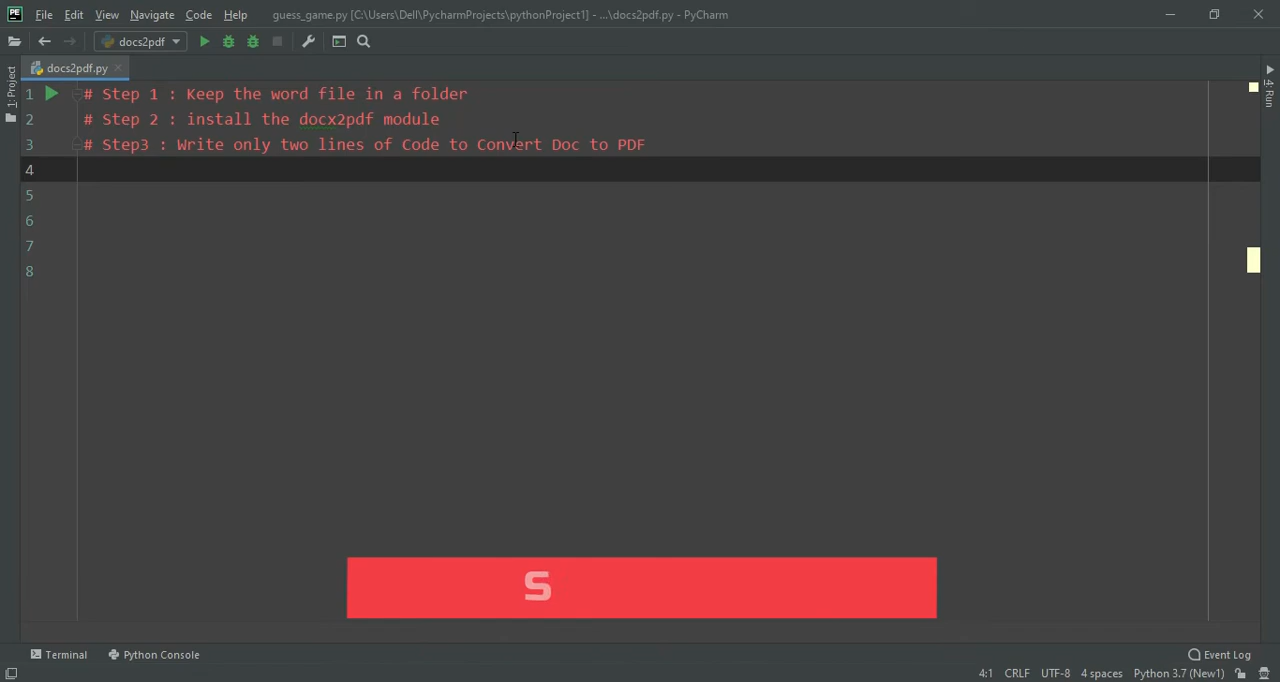 File Edit View Navigate Code Help guess_game.py [C:\Users\Dell\PycharmProjects\pythonProject1] - ...\docs2pdf.py - PyCharm
docs2pdf
docs2pdf.py
1: Project
4: Run
1 # Step 1 : Keep the word file in a folder
2 # Step 2 : install the docx2pdf module
3 # Step3 : Write only two lines of Code to Convert Doc to PDF
4
5
6
7
8
S
Terminal Python Console Event Log
4:1 CRLF UTF-8 4 spaces Python 3.7 (New1)